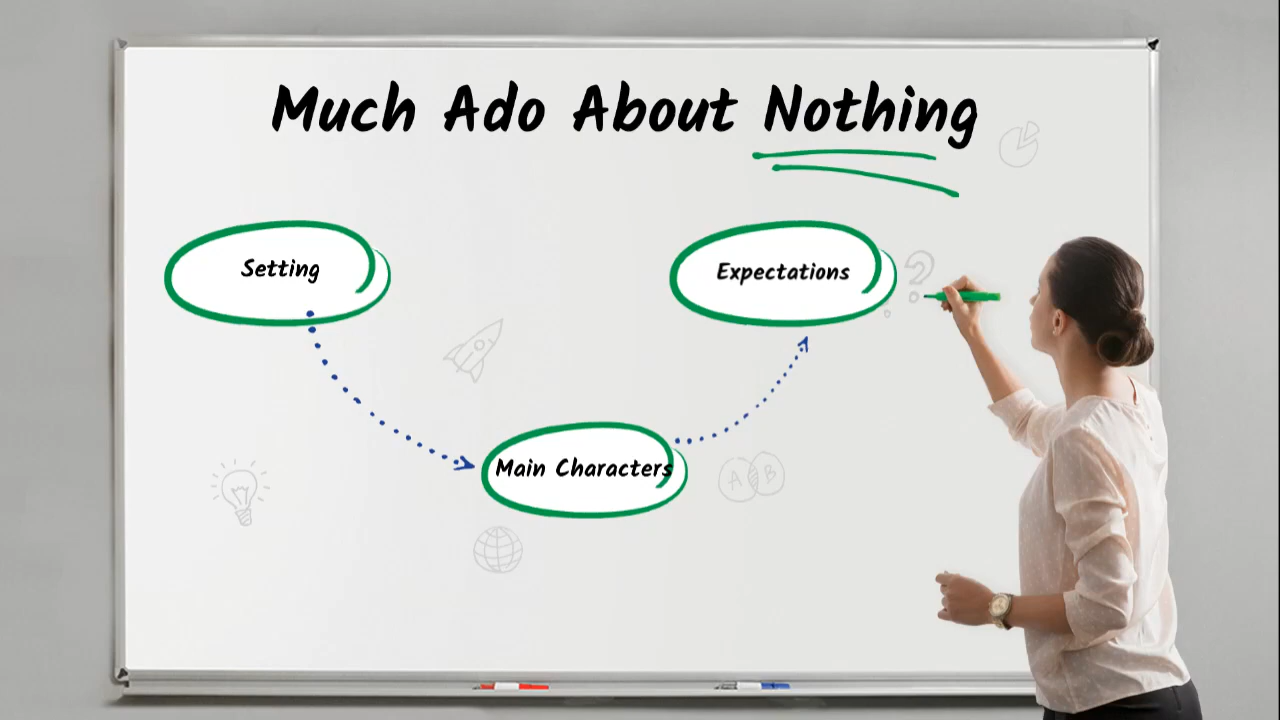 Much Ado About Nothing
Setting
Expectations
?
Main Characters
A B